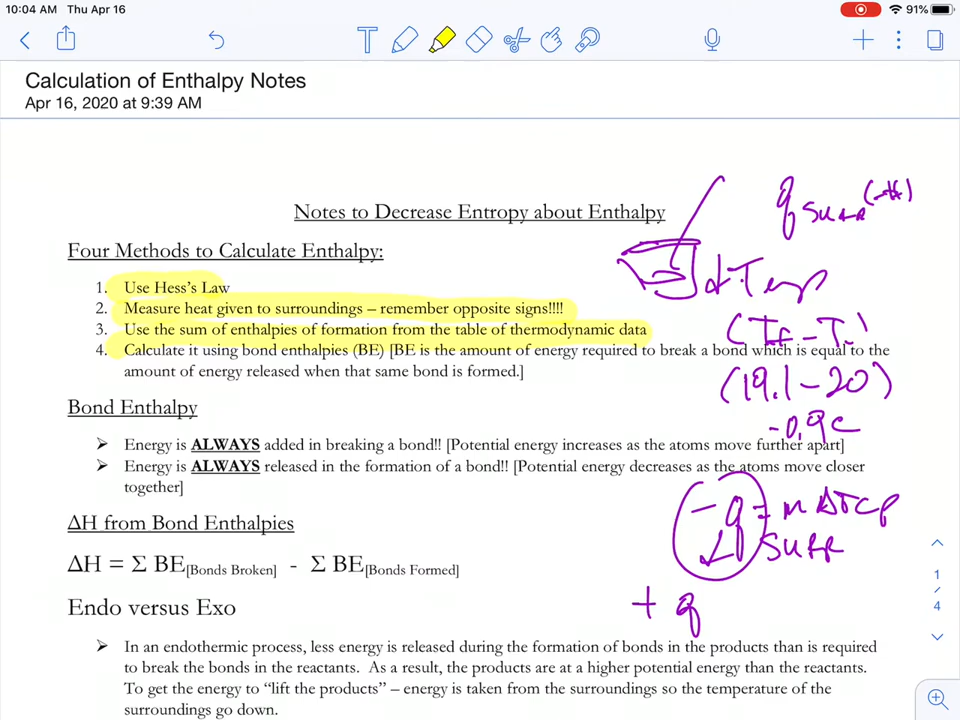 10:04 AM Thu Apr 16
91%
Calculation of Enthalpy Notes
Apr 16, 2020 at 9:39 AM
Notes to Decrease Entropy about Enthalpy
Four Methods to Calculate Enthalpy:
1. Use Hess's Law
2. Measure heat given to surroundings – remember opposite signs!!!!
3. Use the sum of enthalpies of formation from the table of thermodynamic data
4. Calculate it using bond enthalpies (BE) [BE is the amount of energy required to break a bond which is equal to the
amount of energy released when that same bond is formed.]
Bond Enthalpy
➢ Energy is ALWAYS added in breaking a bond!! [Potential energy increases as the atoms move further apart]
➢ Energy is ALWAYS released in the formation of a bond!! [Potential energy decreases as the atoms move closer
together]
ΔH from Bond Enthalpies
ΔH = Σ BE[Bonds Broken] - Σ BE[Bonds Formed]
Endo versus Exo
➢ In an endothermic process, less energy is released during the formation of bonds in the products than is required
to break the bonds in the reactants. As a result, the products are at a higher potential energy than the reactants.
To get the energy to "lift the products" – energy is taken from the surroundings so the temperature of the
surroundings go down.
q SURR
↓ Temp
(Tf - Ti)
(19.1 - 20)
-0.9C
- q = m ΔT Cp
SURR
+ q
1
/
4